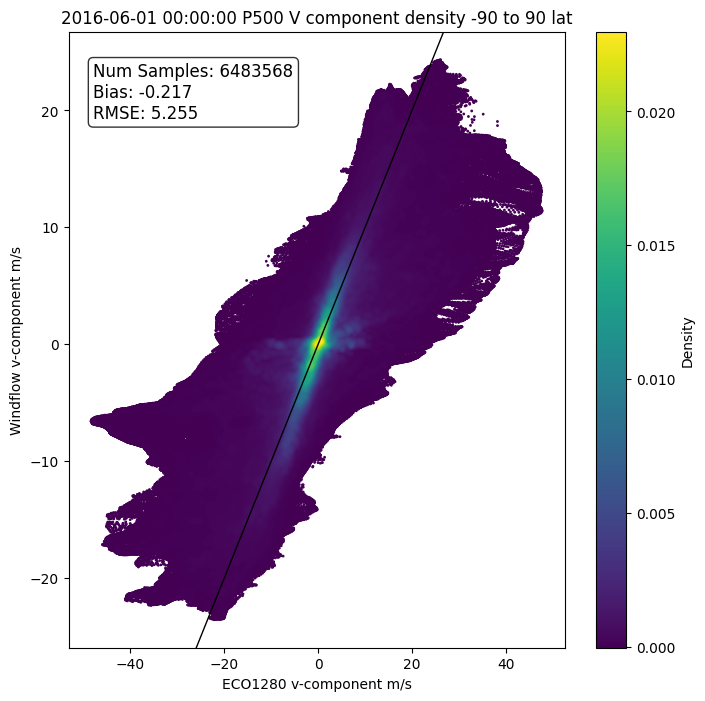 2016-06-01 00:00:00 P500 V component density -90 to 90 lat
Num Samples: 6483568
Bias: -0.217
RMSE: 5.255
20
10
0
−10
−20
Windflow v-component m/s
−40
−20
0
20
40
ECO1280 v-component m/s
0.020
0.015
0.010
0.005
0.000
Density